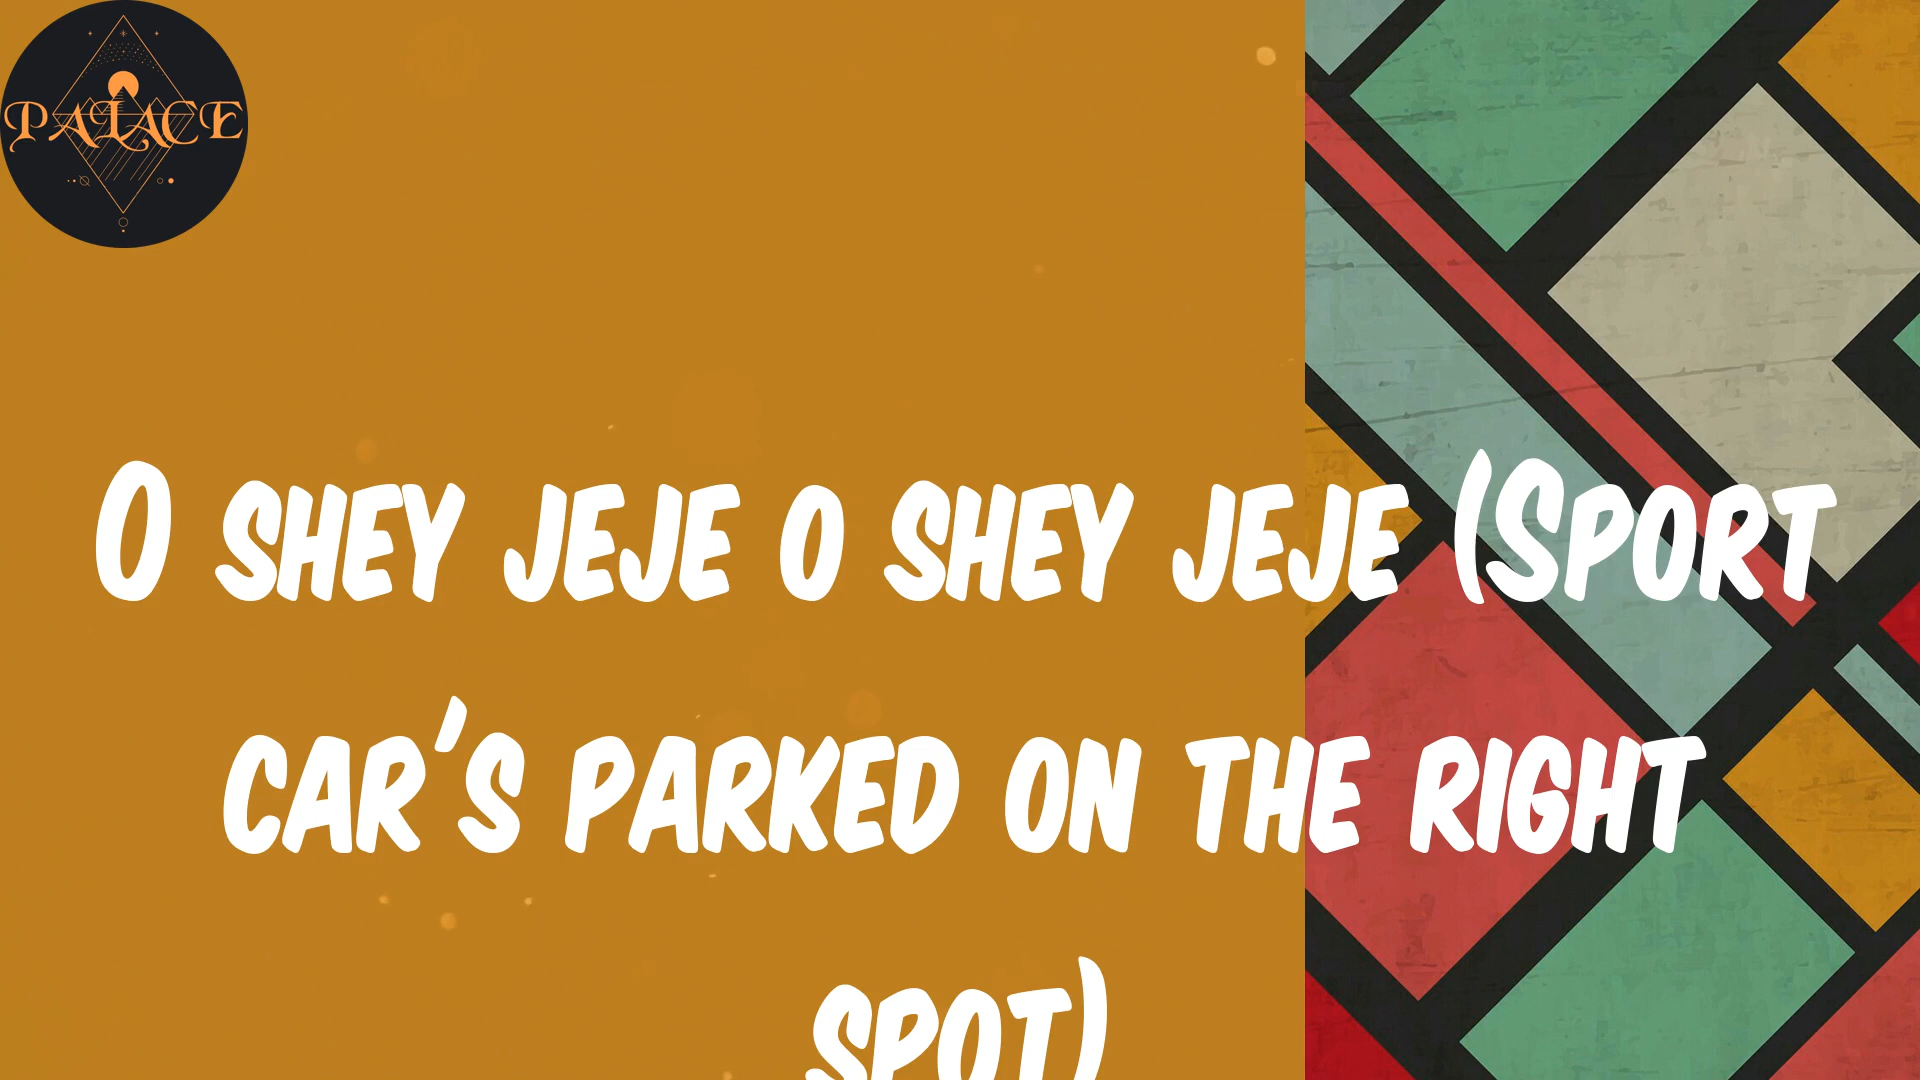 PALACE
O shey jeje o shey jeje (Sport
car's parked on the right
spot)